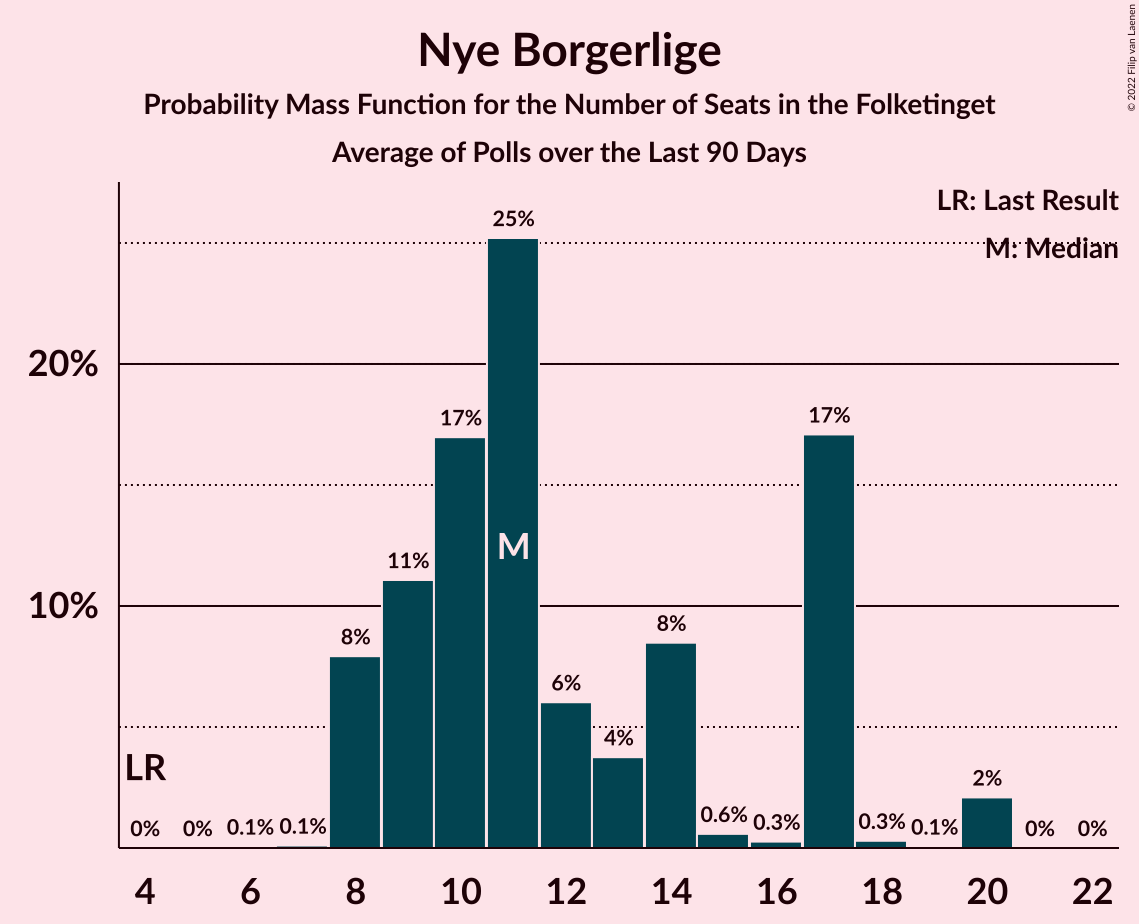 Nye Borgerlige
Probability Mass Function for the Number of Seats in the Folketinget
Average of Polls over the Last 90 Days
© 2022 Filip van Laenen
LR: Last Result
M: Median
25%
20%
17%
17%
M
11%
10%
8%
8%
6%
4%
LR
2%
0%
0%
0.1%
0.1%
0.6%
0.3%
0.3%
0.1%
0%
0%
4 6 8 10 12 14 16 18 20 22